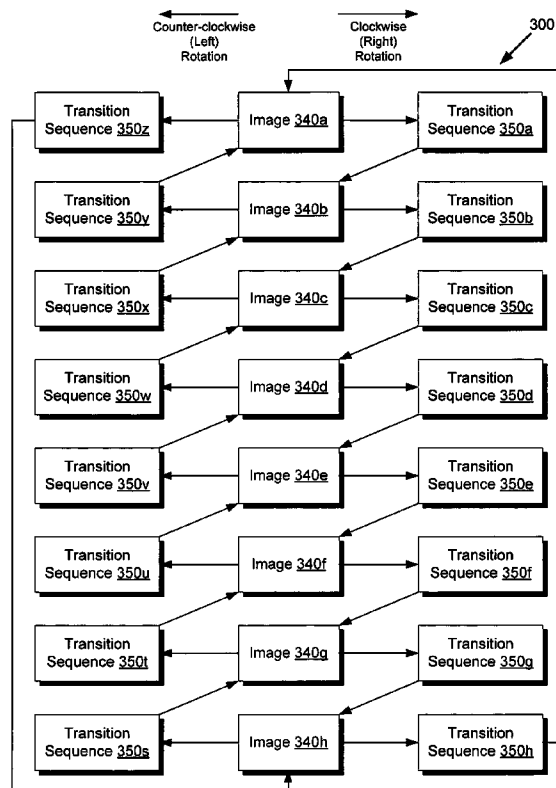 Counter-clockwise
(Left)
Rotation
Clockwise
(Right)
Rotation
300
Transition
Sequence 350z
Image 340a
Transition
Sequence 350a
Transition
Sequence 350y
Image 340b
Transition
Sequence 350b
Transition
Sequence 350x
Image 340c
Transition
Sequence 350c
Transition
Sequence 350w
Image 340d
Transition
Sequence 350d
Transition
Sequence 350v
Image 340e
Transition
Sequence 350e
Transition
Sequence 350u
Image 340f
Transition
Sequence 350f
Transition
Sequence 350t
Image 340g
Transition
Sequence 350g
Transition
Sequence 350s
Image 340h
Transition
Sequence 350h